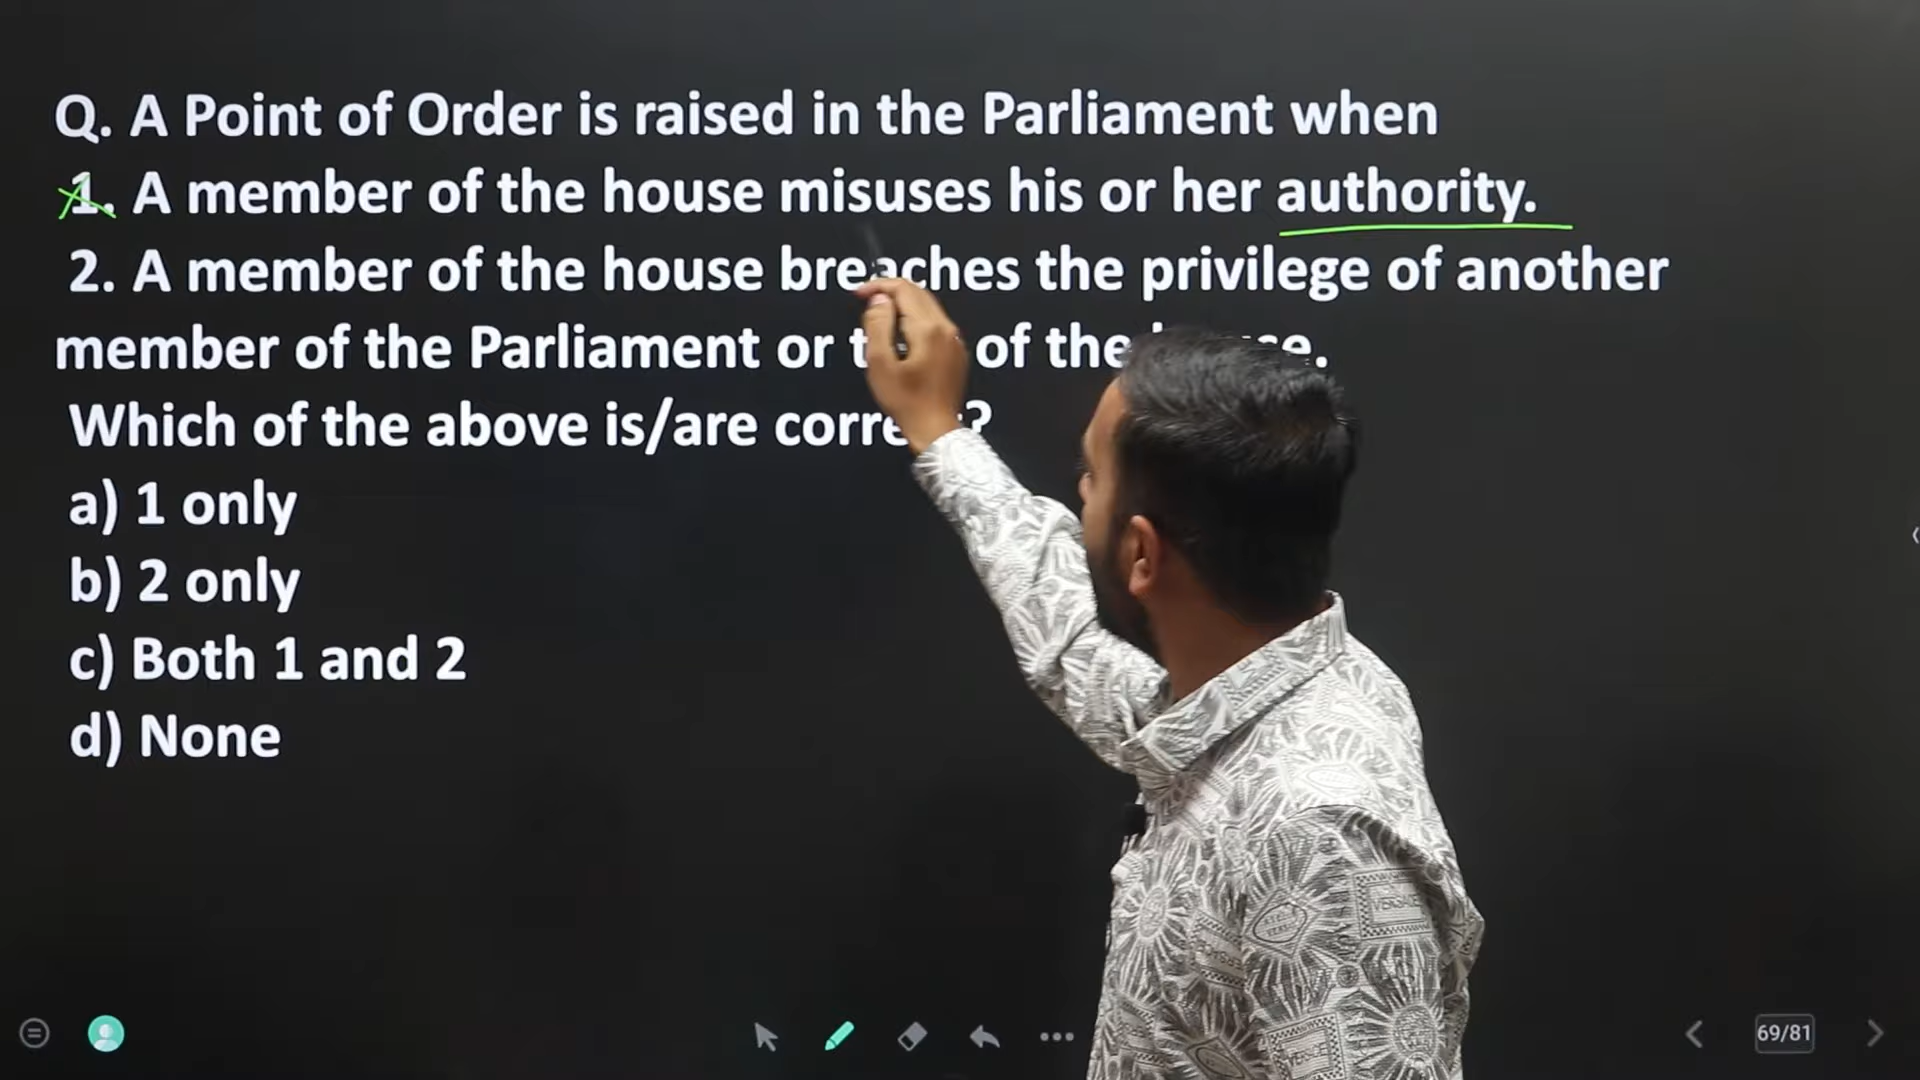 Q. A Point of Order is raised in the Parliament when
1. A member of the house misuses his or her authority.
2. A member of the house breaches the privilege of another
member of the Parliament or of the
Which of the above is/are correct?
a) 1 only
b) 2 only
c) Both 1 and 2
d) None
69/81